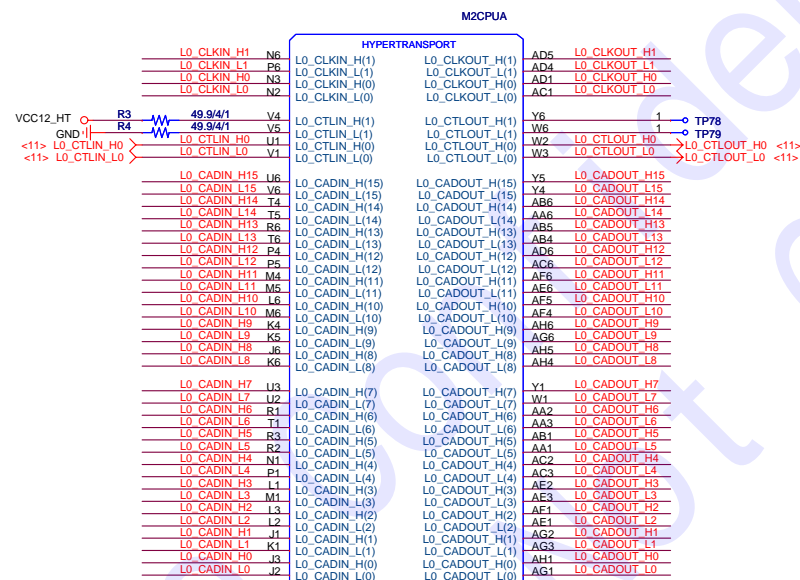 M2CPUA
HYPERTRANSPORT
L0_CLKIN_H1 N6 L0_CLKIN_H(1) L0_CLKOUT_H(1) AD5 L0_CLKOUT_H1
L0_CLKIN_L1 P6 L0_CLKIN_L(1) L0_CLKOUT_L(1) AD4 L0_CLKOUT_L1
L0_CLKIN_H0 N3 L0_CLKIN_H(0) L0_CLKOUT_H(0) AD1 L0_CLKOUT_H0
L0_CLKIN_L0 N2 L0_CLKIN_L(0) L0_CLKOUT_L(0) AC1 L0_CLKOUT_L0
VCC12_HT R3 49.9/4/1 V4 L0_CTLIN_H(1) L0_CTLOUT_H(1) Y6 1 TP78
GND R4 49.9/4/1 V5 L0_CTLIN_L(1) L0_CTLOUT_L(1) W6 1 TP79
<11> L0_CTLIN_H0 L0_CTLIN_H0 U1 L0_CTLIN_H(0) L0_CTLOUT_H(0) W2 L0_CTLOUT_H0 L0_CTLOUT_H0 <11>
<11> L0_CTLIN_L0 L0_CTLIN_L0 V1 L0_CTLIN_L(0) L0_CTLOUT_L(0) W3 L0_CTLOUT_L0 L0_CTLOUT_L0 <11>
L0_CADIN_H15 U6 L0_CADIN_H(15) L0_CADOUT_H(15) Y5 L0_CADOUT_H15
L0_CADIN_L15 V6 L0_CADIN_L(15) L0_CADOUT_L(15) Y4 L0_CADOUT_L15
L0_CADIN_H14 T4 L0_CADIN_H(14) L0_CADOUT_H(14) AB6 L0_CADOUT_H14
L0_CADIN_L14 T5 L0_CADIN_L(14) L0_CADOUT_L(14) AA6 L0_CADOUT_L14
L0_CADIN_H13 R6 L0_CADIN_H(13) L0_CADOUT_H(13) AB5 L0_CADOUT_H13
L0_CADIN_L13 T6 L0_CADIN_L(13) L0_CADOUT_L(13) AB4 L0_CADOUT_L13
L0_CADIN_H12 P4 L0_CADIN_H(12) L0_CADOUT_H(12) AD6 L0_CADOUT_H12
L0_CADIN_L12 P5 L0_CADIN_L(12) L0_CADOUT_L(12) AC6 L0_CADOUT_L12
L0_CADIN_H11 M4 L0_CADIN_H(11) L0_CADOUT_H(11) AF6 L0_CADOUT_H11
L0_CADIN_L11 M5 L0_CADIN_L(11) L0_CADOUT_L(11) AE6 L0_CADOUT_L11
L0_CADIN_H10 L6 L0_CADIN_H(10) L0_CADOUT_H(10) AF5 L0_CADOUT_H10
L0_CADIN_L10 M6 L0_CADIN_L(10) L0_CADOUT_L(10) AF4 L0_CADOUT_L10
L0_CADIN_H9 K4 L0_CADIN_H(9) L0_CADOUT_H(9) AH6 L0_CADOUT_H9
L0_CADIN_L9 K5 L0_CADIN_L(9) L0_CADOUT_L(9) AG6 L0_CADOUT_L9
L0_CADIN_H8 J6 L0_CADIN_H(8) L0_CADOUT_H(8) AH5 L0_CADOUT_H8
L0_CADIN_L8 K6 L0_CADIN_L(8) L0_CADOUT_L(8) AH4 L0_CADOUT_L8
L0_CADIN_H7 U3 L0_CADIN_H(7) L0_CADOUT_H(7) Y1 L0_CADOUT_H7
L0_CADIN_L7 U2 L0_CADIN_L(7) L0_CADOUT_L(7) W1 L0_CADOUT_L7
L0_CADIN_H6 R1 L0_CADIN_H(6) L0_CADOUT_H(6) AA2 L0_CADOUT_H6
L0_CADIN_L6 T1 L0_CADIN_L(6) L0_CADOUT_L(6) AA3 L0_CADOUT_L6
L0_CADIN_H5 R3 L0_CADIN_H(5) L0_CADOUT_H(5) AB1 L0_CADOUT_H5
L0_CADIN_L5 R2 L0_CADIN_L(5) L0_CADOUT_L(5) AA1 L0_CADOUT_L5
L0_CADIN_H4 N1 L0_CADIN_H(4) L0_CADOUT_H(4) AC2 L0_CADOUT_H4
L0_CADIN_L4 P1 L0_CADIN_L(4) L0_CADOUT_L(4) AC3 L0_CADOUT_L4
L0_CADIN_H3 L1 L0_CADIN_H(3) L0_CADOUT_H(3) AE2 L0_CADOUT_H3
L0_CADIN_L3 M1 L0_CADIN_L(3) L0_CADOUT_L(3) AE3 L0_CADOUT_L3
L0_CADIN_H2 L3 L0_CADIN_H(2) L0_CADOUT_H(2) AF1 L0_CADOUT_H2
L0_CADIN_L2 L2 L0_CADIN_L(2) L0_CADOUT_L(2) AE1 L0_CADOUT_L2
L0_CADIN_H1 J1 L0_CADIN_H(1) L0_CADOUT_H(1) AG2 L0_CADOUT_H1
L0_CADIN_L1 K1 L0_CADIN_L(1) L0_CADOUT_L(1) AG3 L0_CADOUT_L1
L0_CADIN_H0 J3 L0_CADIN_H(0) L0_CADOUT_H(0) AH1 L0_CADOUT_H0
L0_CADIN_L0 J2 L0_CADIN_L(0) L0_CADOUT_L(0) AG1 L0_CADOUT_L0